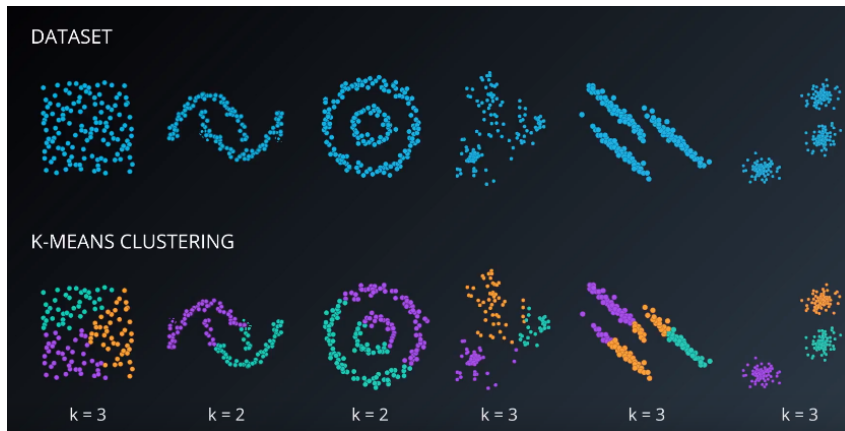 DATASET
K-MEANS CLUSTERING
k = 3 k = 2 k = 2 k = 3 k = 3 k = 3